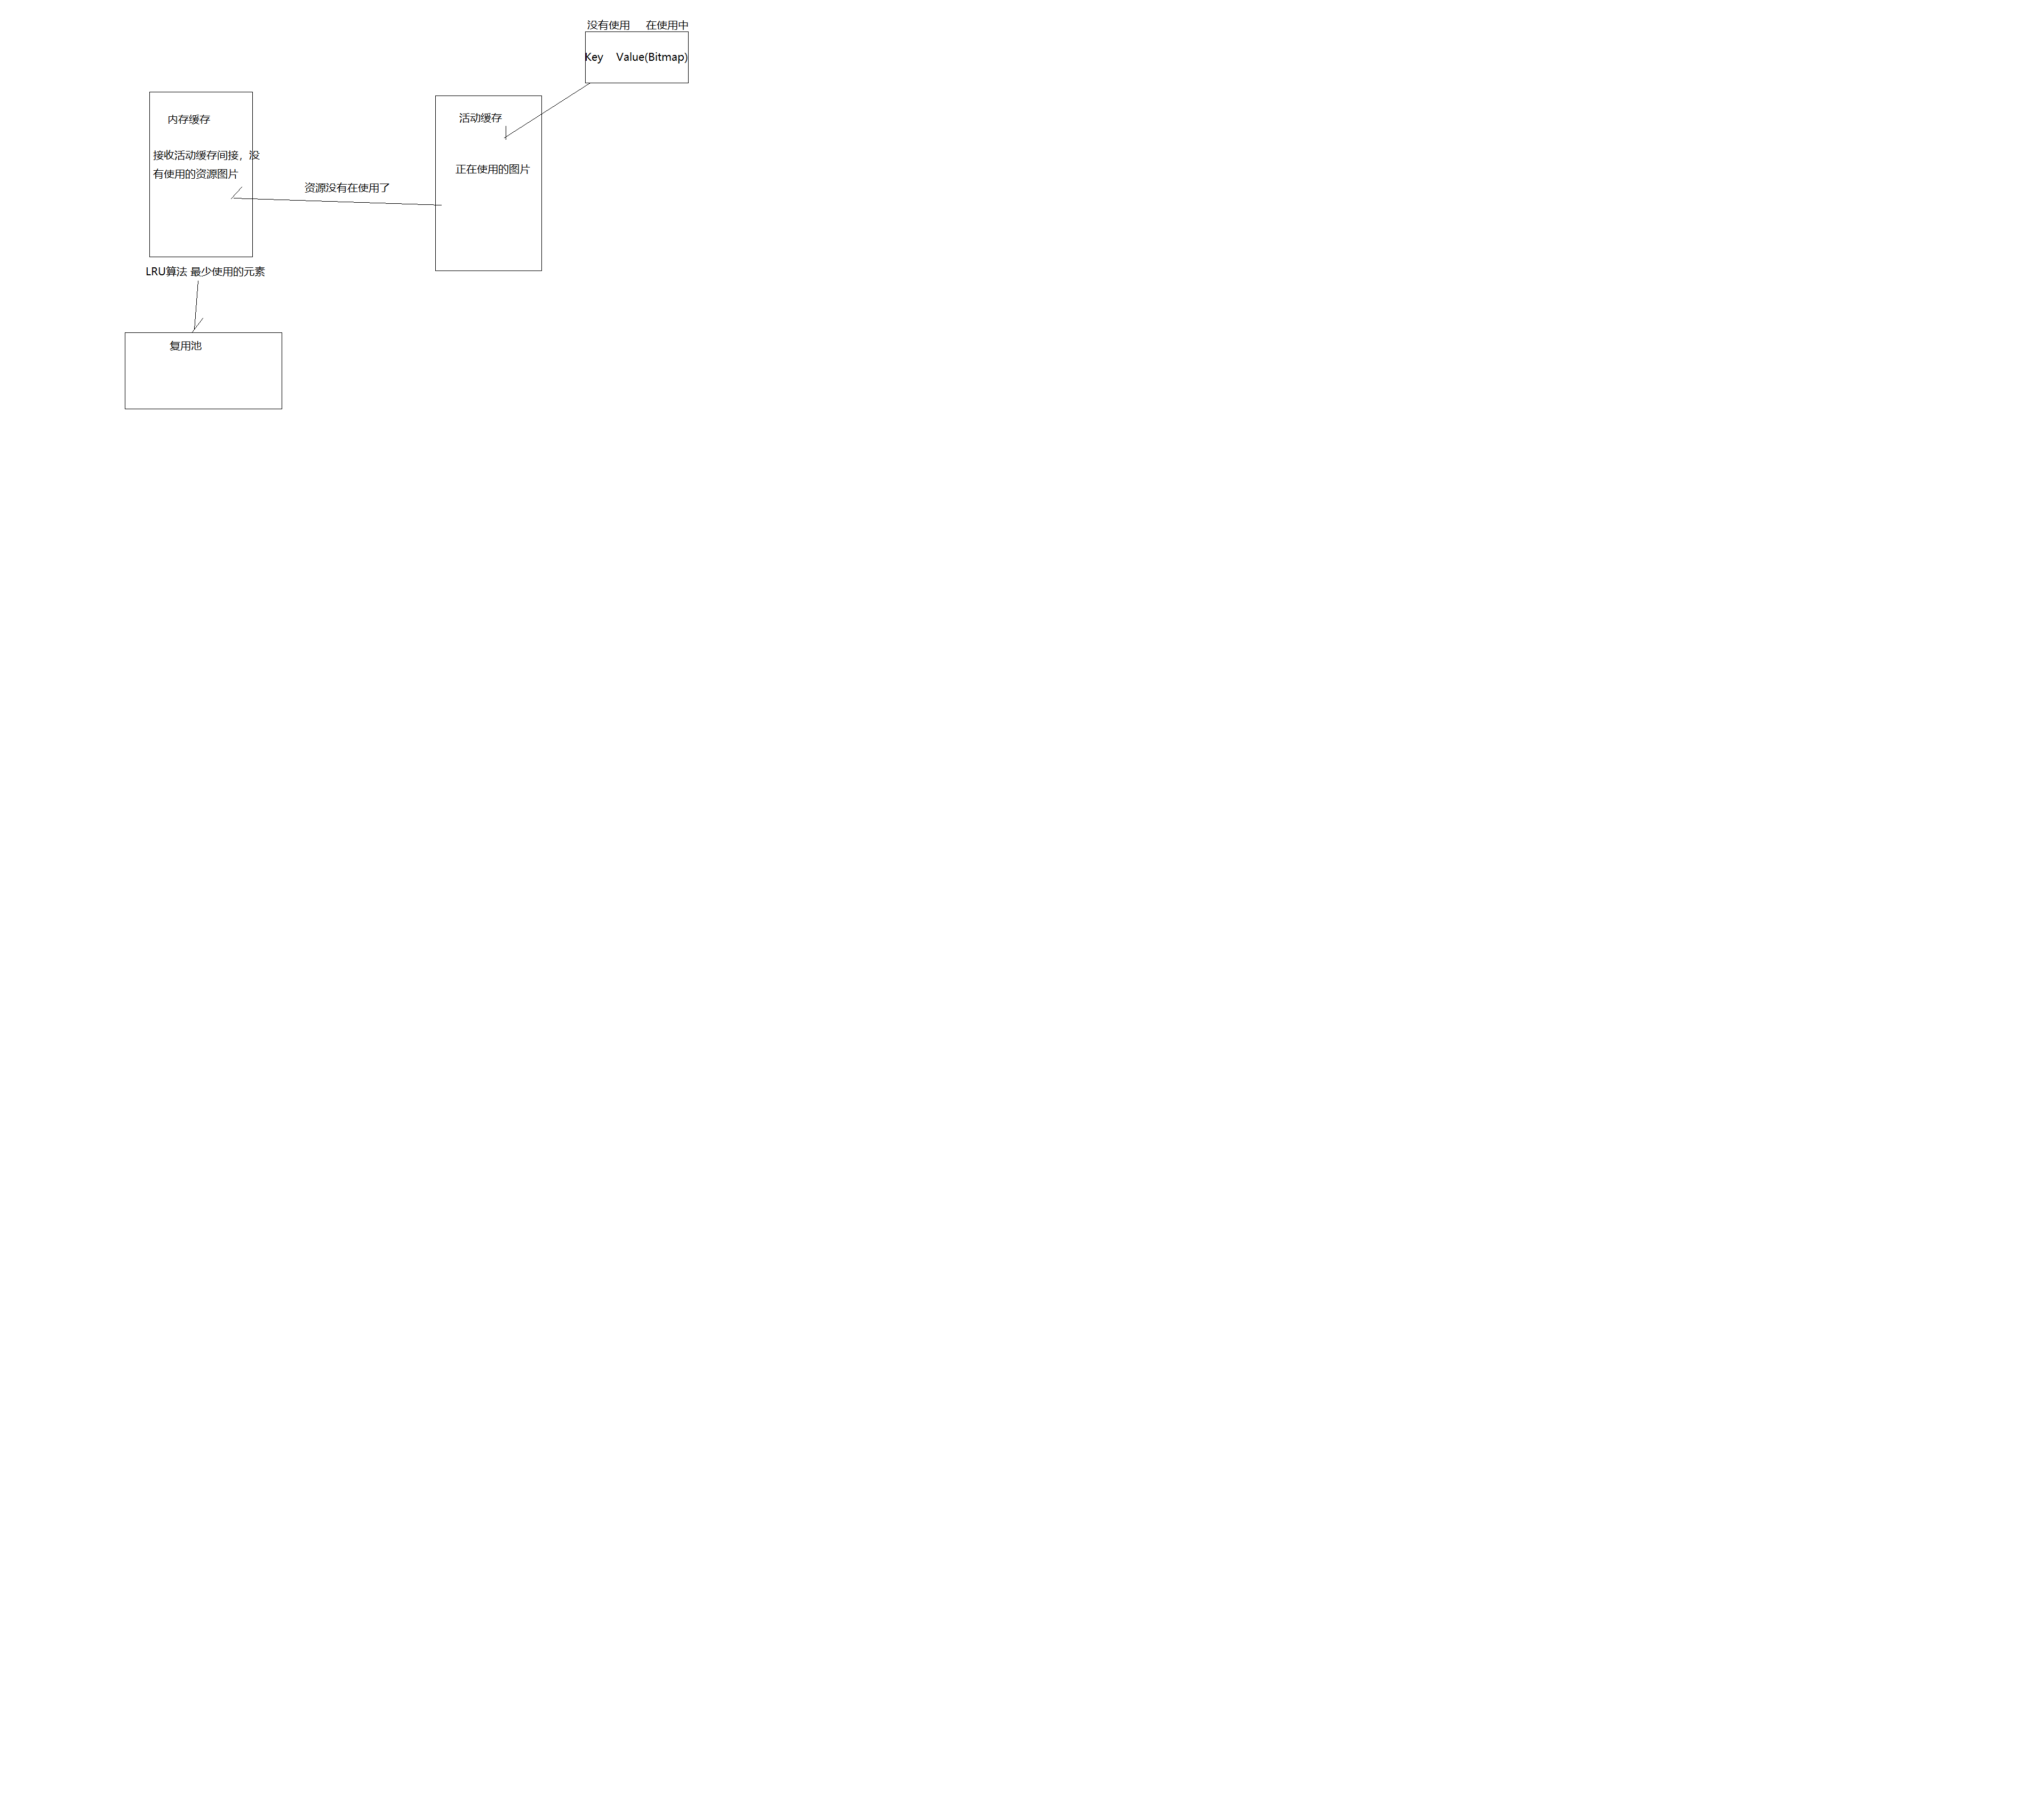 没有使用 在使用中
Key Value(Bitmap)
内存缓存
接收活动缓存间接，没
有使用的资源图片
资源没有在使用了
活动缓存
正在使用的图片
LRU算法 最少使用的元素
复用池